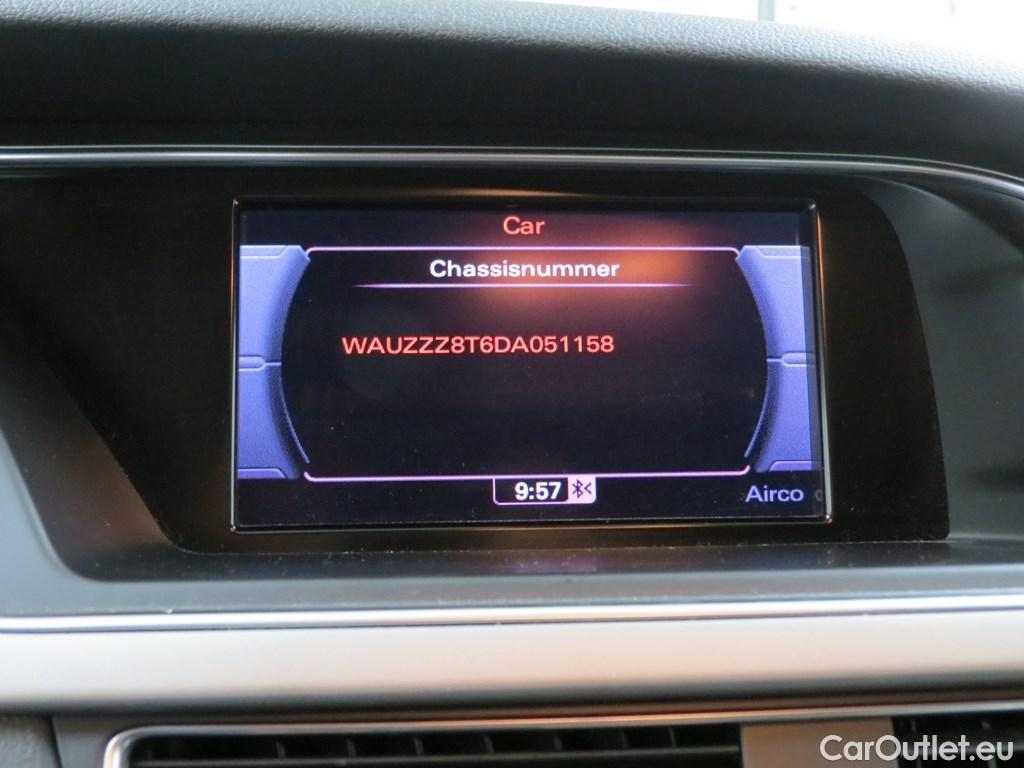 Car
Chassisnummer
WAUZZZ8T6DA051158
9:57
Airco
CarOutlet.eu